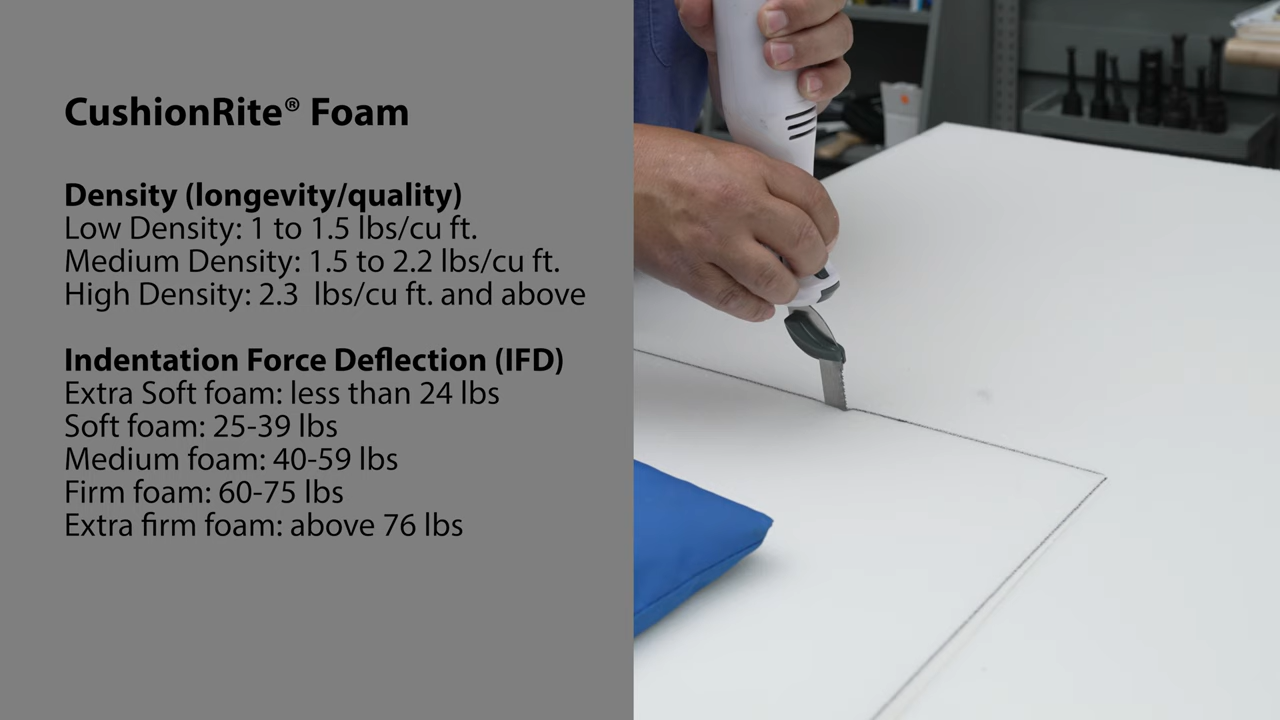 CushionRite® Foam
Density (longevity/quality)
Low Density: 1 to 1.5 lbs/cu ft.
Medium Density: 1.5 to 2.2 lbs/cu ft.
High Density: 2.3  lbs/cu ft. and above
Indentation Force Deflection (IFD)
Extra Soft foam: less than 24 lbs
Soft foam: 25-39 lbs
Medium foam: 40-59 lbs
Firm foam: 60-75 lbs
Extra firm foam: above 76 lbs